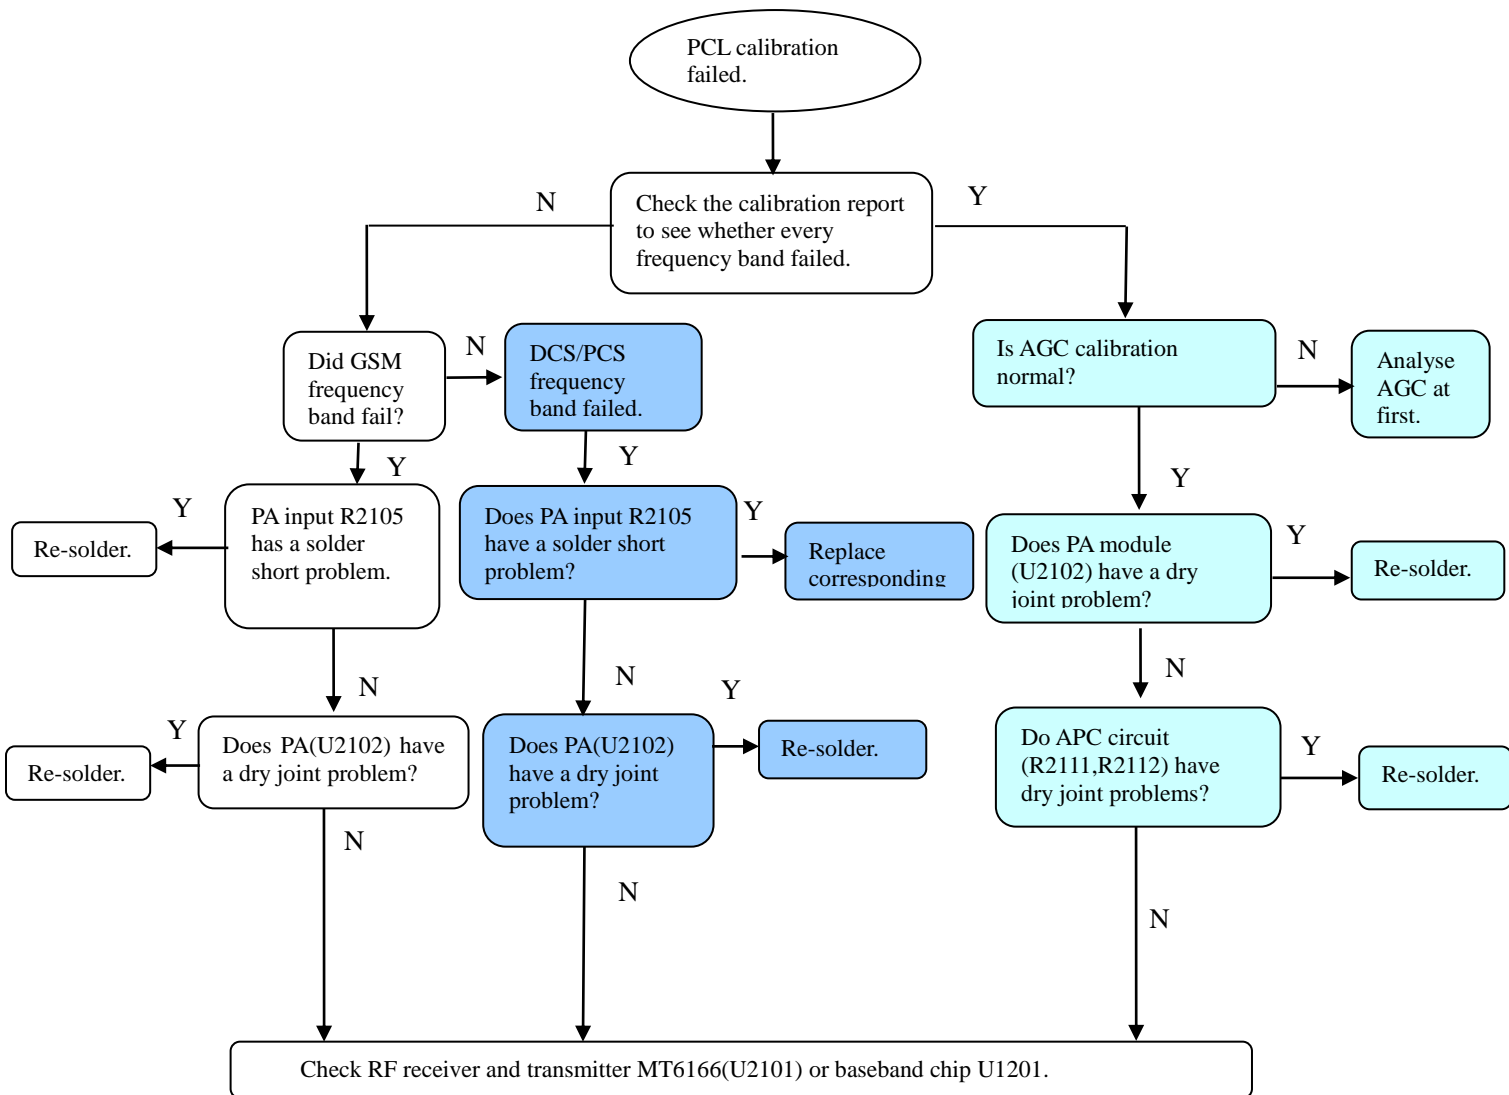 PCL calibration
failed.
N
Check the calibration report
to see whether every
frequency band failed.
Y
Did GSM
frequency
band fail?
N
DCS/PCS
frequency
band failed.
Is AGC calibration
normal?
N
Analyse
AGC at
first.
Y
Y
Y
Y
Re-solder.
PA input R2105
has a solder
short problem.
Does PA input R2105
have a solder short
problem?
Y
Replace
corresponding
Does PA module
(U2102) have a dry
joint problem?
Y
Re-solder.
N
N
N
Y
Re-solder.
Does PA(U2102) have
a dry joint problem?
Does PA(U2102)
have a dry joint
problem?
Y
Re-solder.
Do APC circuit
(R2111,R2112) have
dry joint problems?
Y
Re-solder.
N
N
N
Check RF receiver and transmitter MT6166(U2101) or baseband chip U1201.